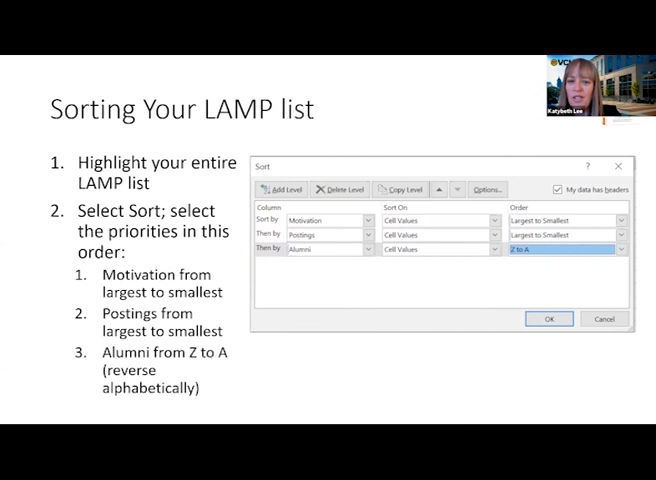 VCU
Katybeth Lee
Sorting Your LAMP list
1. Highlight your entire
LAMP list
2. Select Sort; select
the priorities in this
order:
1. Motivation from
largest to smallest
2. Postings from
largest to smallest
3. Alumni from Z to A
(reverse
alphabetically)
Sort ? ×
Add Level Delete Level Copy Level Options... My data has headers
Column Sort On Order
Sort by Motivation Cell Values Largest to Smallest
Then by Postings Cell Values Largest to Smallest
Then by Alumni Cell Values Z to A
OK Cancel